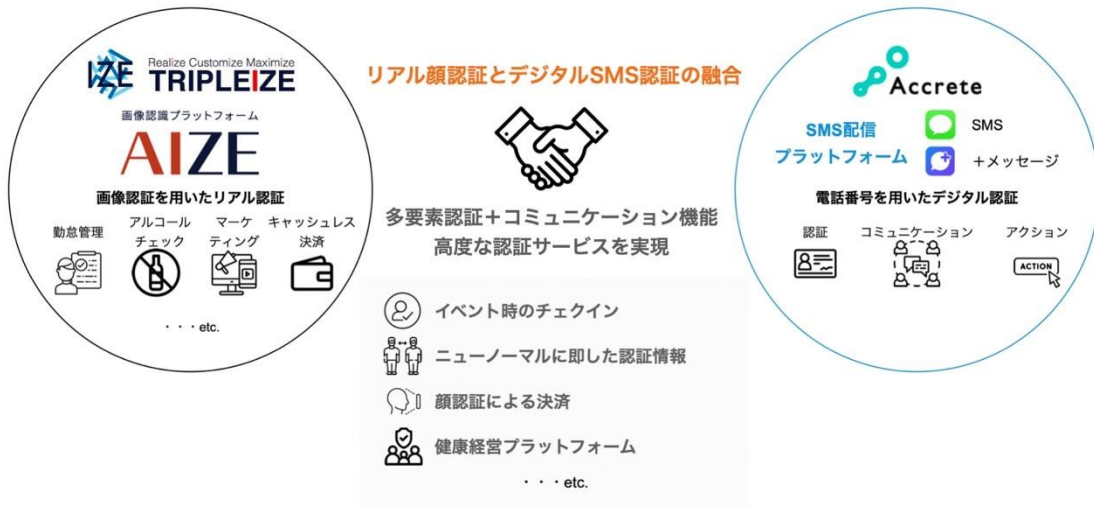 IZE
Realize Customize Maximize
TRIPLEIZE
画像認識プラットフォーム
AIZE
画像認証を用いたリアル認証
勤怠管理
アルコール
チェック
マーケ
ティング
キャッシュレス
決済
・・・etc.
リアル顔認証とデジタルSMS認証の融合
多要素認証＋コミュニケーション機能
高度な認証サービスを実現
イベント時のチェクイン
ニューノーマルに即した認証情報
顔認証による決済
健康経営プラットフォーム
・・・etc.
Accrete
SMS配信
プラットフォーム
SMS
＋メッセージ
電話番号を用いたデジタル認証
認証
コミュニケーション
アクション
ACTION